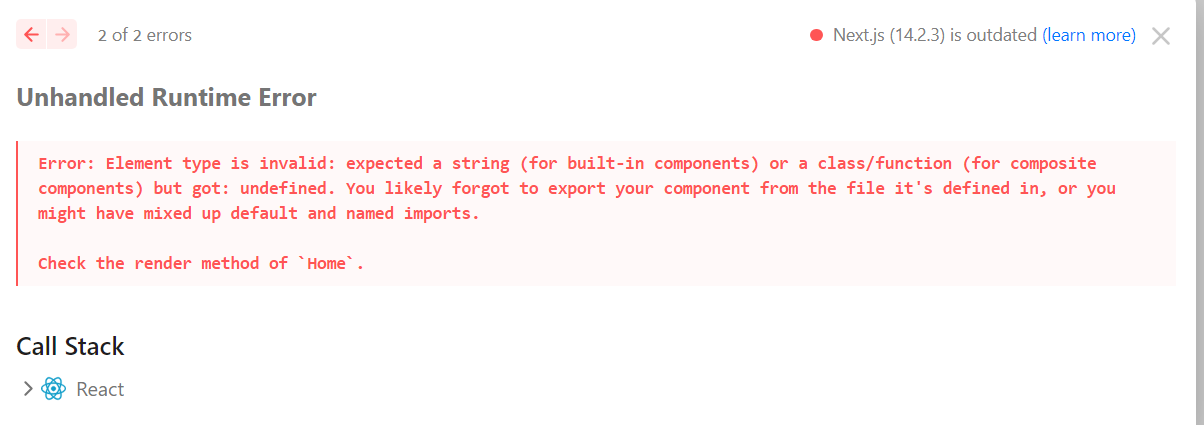 2 of 2 errors
Next.js (14.2.3) is outdated (learn more)
Unhandled Runtime Error
Error: Element type is invalid: expected a string (for built-in components) or a class/function (for composite
components) but got: undefined. You likely forgot to export your component from the file it's defined in, or you
might have mixed up default and named imports.
Check the render method of `Home`.
Call Stack
React